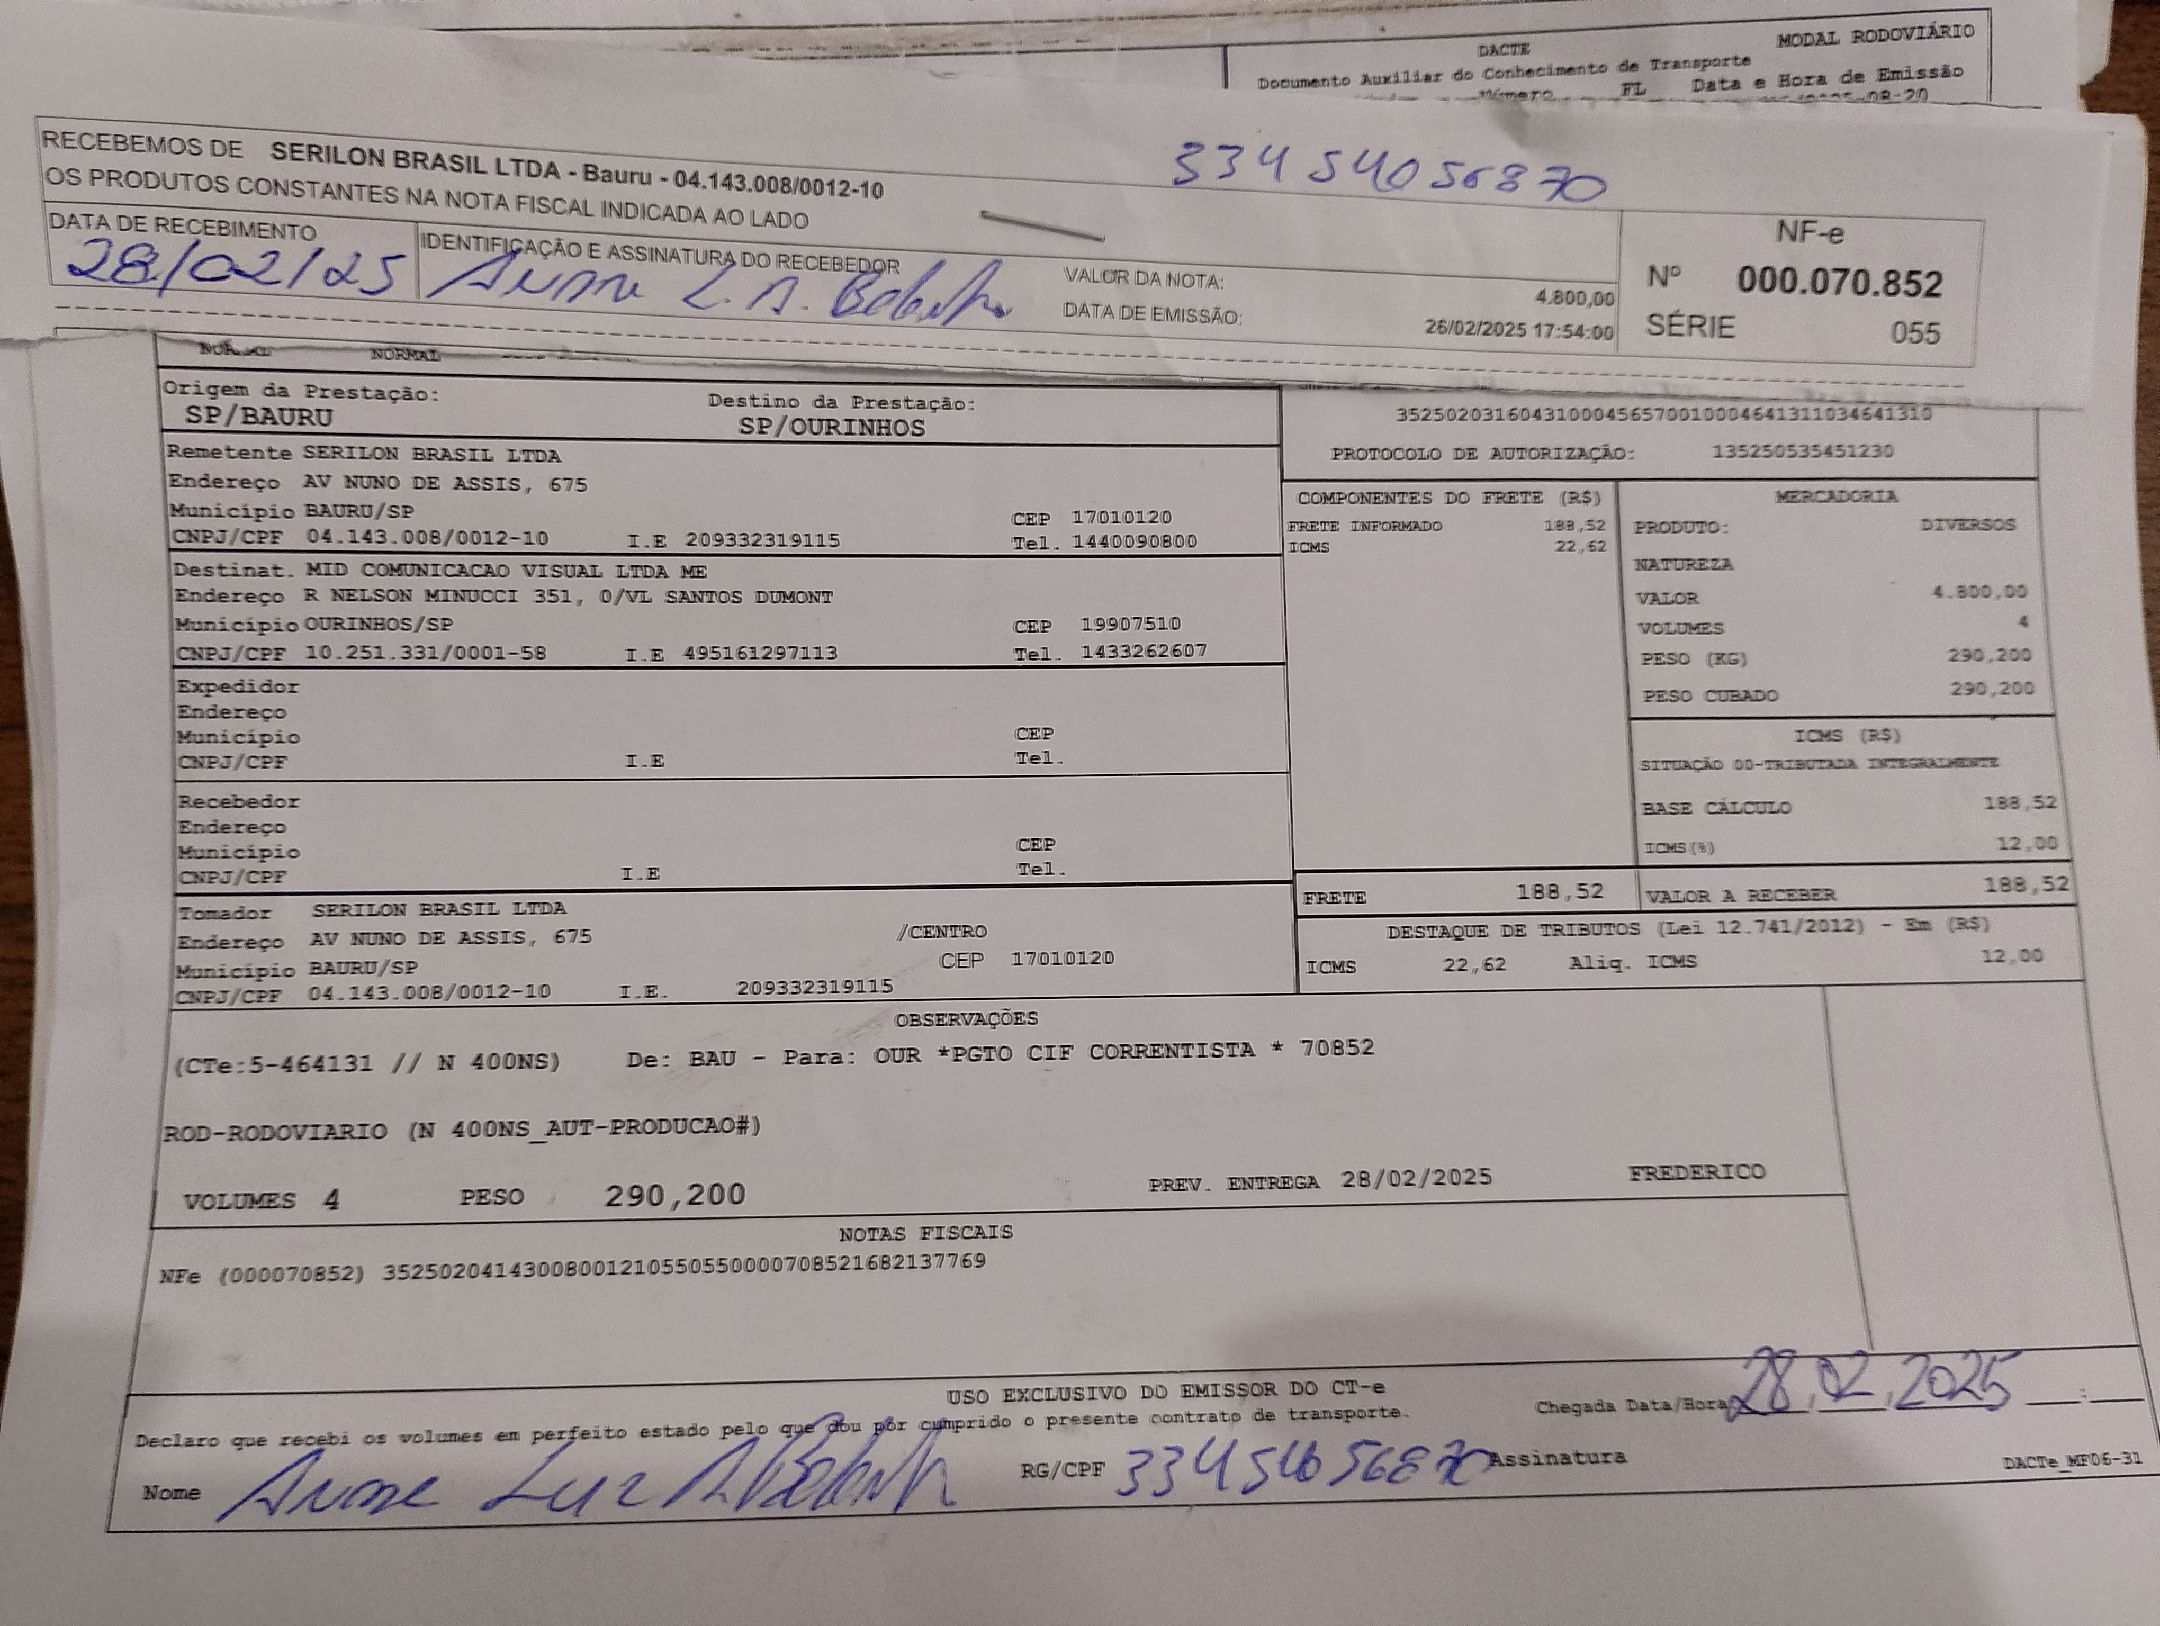 MODAL RODOVIÁRIO
DACTE
Documento Auxiliar do Conhecimento de Transporte
Número FL Data e Hora de Emissão
08-20
33454056870
RECEBEMOS DE SERILON BRASIL LTDA - Bauru - 04.143.008/0012-10
OS PRODUTOS CONSTANTES NA NOTA FISCAL INDICADA AO LADO
DATA DE RECEBIMENTO
28/02/25
IDENTIFICAÇÃO E ASSINATURA DO RECEBEDOR
VALOR DA NOTA: 4.800,00
DATA DE EMISSÃO: 26/02/2025 17:54:00
NF-e
Nº 000.070.852
SÉRIE 055
NORMAL NORMAL
Origem da Prestação:
SP/BAURU
Destino da Prestação:
SP/OURINHOS
35250203160431000456570010004641311034641310
PROTOCOLO DE AUTORIZAÇÃO: 135250535451230
Remetente SERILON BRASIL LTDA
Endereço AV NUNO DE ASSIS, 675
Município BAURU/SP CEP 17010120
CNPJ/CPF 04.143.008/0012-10 I.E 209332319115 Tel. 1440090800
Destinat. MID COMUNICACAO VISUAL LTDA ME
Endereço R NELSON MINUCCI 351, 0/VL SANTOS DUMONT
Município OURINHOS/SP CEP 19907510
CNPJ/CPF 10.251.331/0001-58 I.E 495161297113 Tel. 1433262607
Expedidor
Endereço
Município CEP
CNPJ/CPF I.E Tel.
Recebedor
Endereço
Município CEP
CNPJ/CPF I.E Tel.
Tomador SERILON BRASIL LTDA
Endereço AV NUNO DE ASSIS, 675 /CENTRO
Município BAURU/SP CEP 17010120
CNPJ/CPF 04.143.008/0012-10 I.E. 209332319115
COMPONENTES DO FRETE (R$)
FRETE INFORMADO 188,52
ICMS 22,62
MERCADORIA
PRODUTO: DIVERSOS
NATUREZA
VALOR 4.800,00
VOLUMES 4
PESO (KG) 290,200
PESO CUBADO 290,200
ICMS (R$)
SITUAÇÃO 00-TRIBUTADA INTEGRALMENTE
BASE CÁLCULO 188,52
ICMS(%) 12,00
FRETE 188,52 VALOR A RECEBER 188,52
DESTAQUE DE TRIBUTOS (Lei 12.741/2012) - Em (R$)
ICMS 22,62 Aliq. ICMS 12,00
OBSERVAÇÕES
(CTe:5-464131 // N 400NS) De: BAU - Para: OUR *PGTO CIF CORRENTISTA * 70852
ROD-RODOVIARIO (N 400NS_AUT-PRODUCAO#)
VOLUMES 4 PESO 290,200 PREV. ENTREGA 28/02/2025 FREDERICO
NOTAS FISCAIS
NFe (000070852) 35250204143008001210550550000708521682137769
USO EXCLUSIVO DO EMISSOR DO CT-e
Declaro que recebi os volumes em perfeito estado pelo que dou por cumprido o presente contrato de transporte.
Chegada Data/Hora 28/02/2025 :
Nome Luiz RG/CPF 33454056870 Assinatura
DACTe_MF06-31